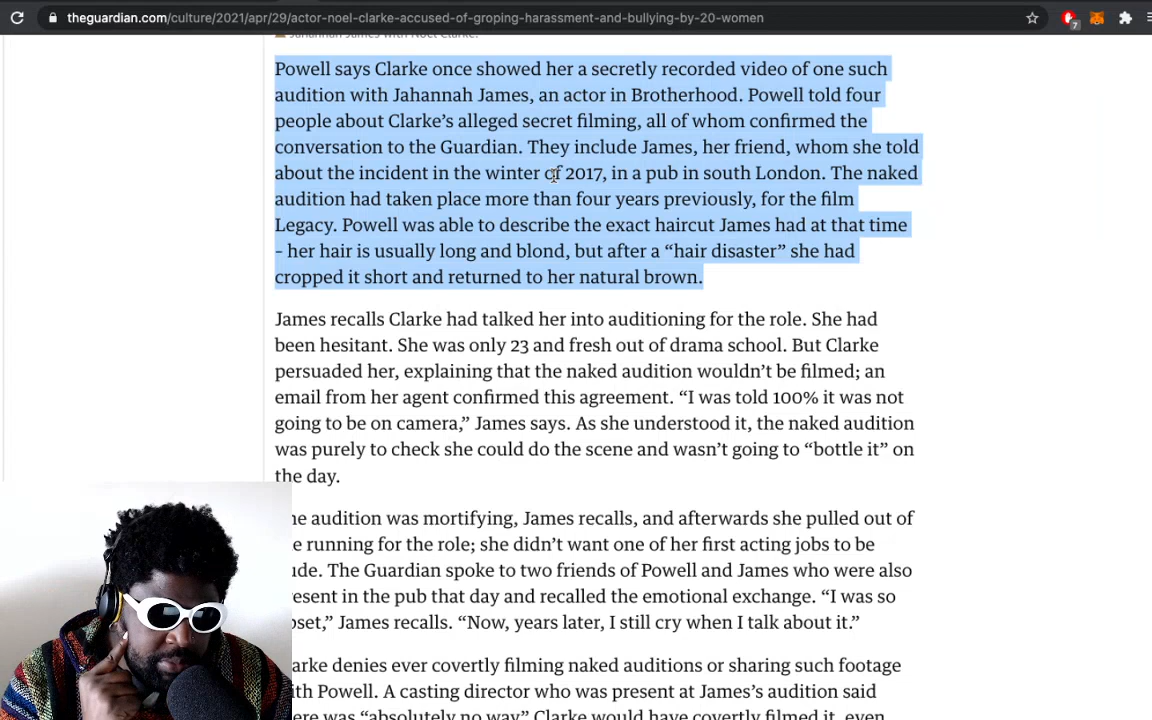 theguardian.com/culture/2021/apr/29/actor-noel-clarke-accused-of-groping-harassment-and-bullying-by-20-women
7
Jahannah James with Noel Clarke.
Powell says Clarke once showed her a secretly recorded video of one such
audition with Jahannah James, an actor in Brotherhood. Powell told four
people about Clarke’s alleged secret filming, all of whom confirmed the
conversation to the Guardian. They include James, her friend, whom she told
about the incident in the winter of 2017, in a pub in south London. The naked
audition had taken place more than four years previously, for the film
Legacy. Powell was able to describe the exact haircut James had at that time
– her hair is usually long and blond, but after a “hair disaster” she had
cropped it short and returned to her natural brown.
James recalls Clarke had talked her into auditioning for the role. She had
been hesitant. She was only 23 and fresh out of drama school. But Clarke
persuaded her, explaining that the naked audition wouldn’t be filmed; an
email from her agent confirmed this agreement. “I was told 100% it was not
going to be on camera,” James says. As she understood it, the naked audition
was purely to check she could do the scene and wasn’t going to “bottle it” on
the day.
he audition was mortifying, James recalls, and afterwards she pulled out of
e running for the role; she didn’t want one of her first acting jobs to be
ude. The Guardian spoke to two friends of Powell and James who were also
resent in the pub that day and recalled the emotional exchange. “I was so
pset,” James recalls. “Now, years later, I still cry when I talk about it.”
arke denies ever covertly filming naked auditions or sharing such footage
ith Powell. A casting director who was present at James’s audition said
ere was “absolutely no way” Clarke would have covertly filmed it, even